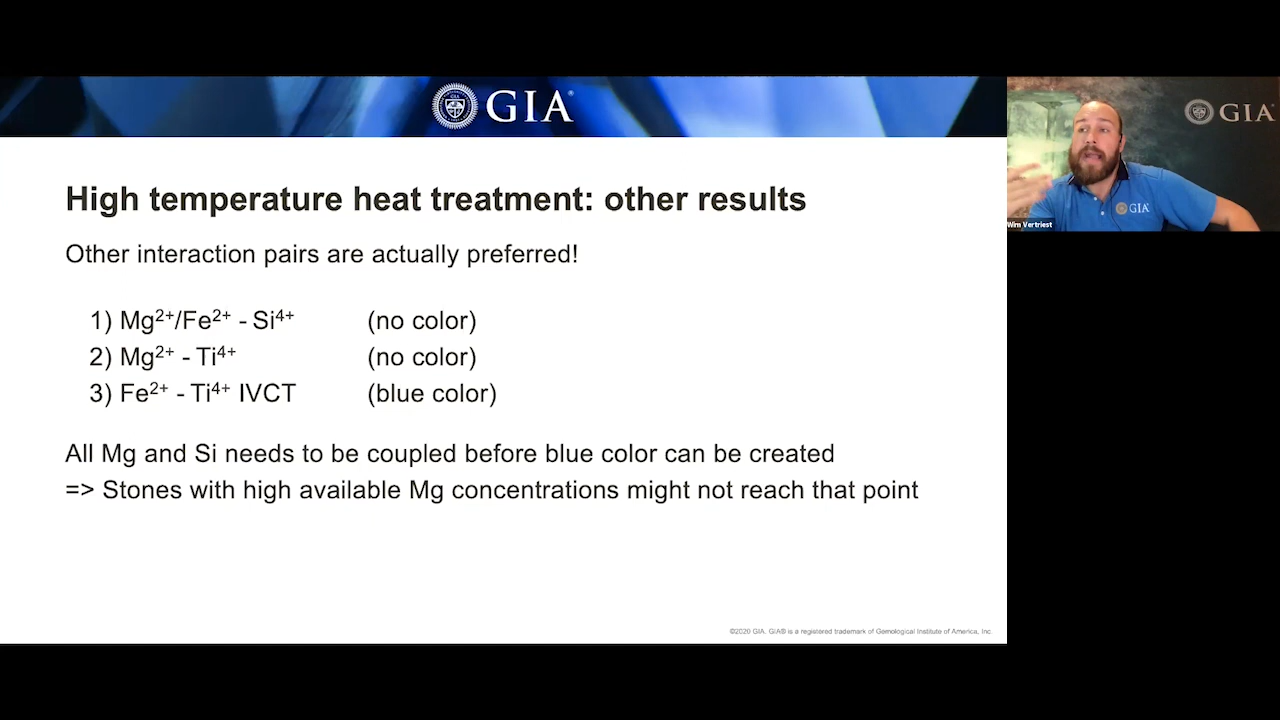 GIA®
GIA
High temperature heat treatment: other results
Other interaction pairs are actually preferred!
1) Mg²⁺/Fe²⁺ - Si⁴⁺ (no color)
2) Mg²⁺ - Ti⁴⁺ (no color)
3) Fe²⁺ - Ti⁴⁺ IVCT (blue color)
All Mg and Si needs to be coupled before blue color can be created
=> Stones with high available Mg concentrations might not reach that point
©2020 GIA. GIA® is a registered trademark of Gemological Institute of America, Inc
GIA
Wim Vertriest